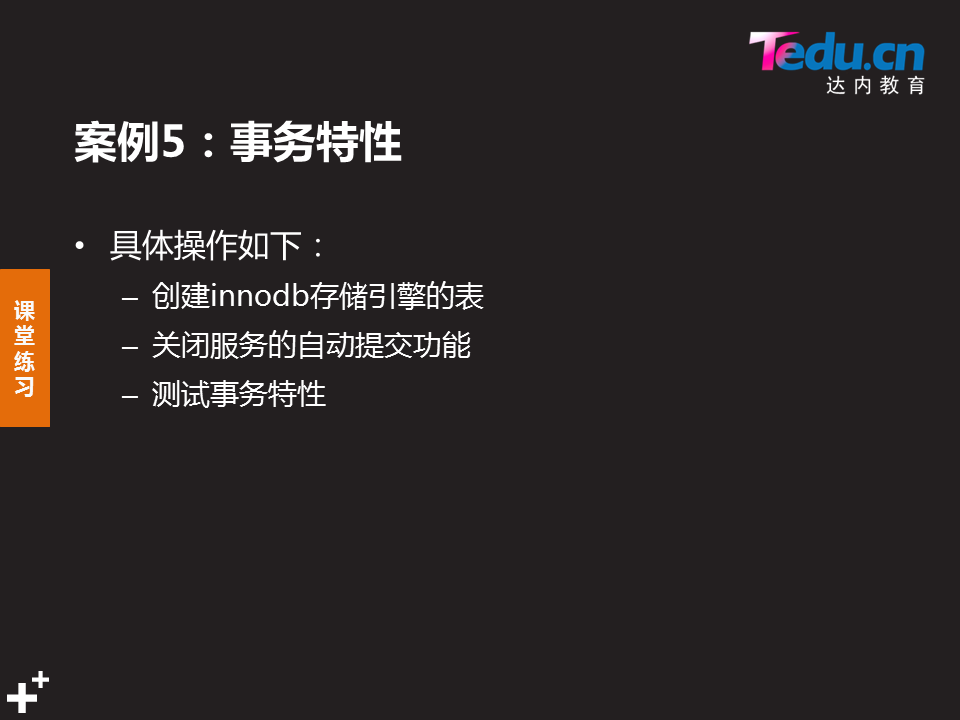 Tedu.cn
达内教育
案例5：事务特性
• 具体操作如下：
– 创建innodb存储引擎的表
– 关闭服务的自动提交功能
– 测试事务特性
课堂练习